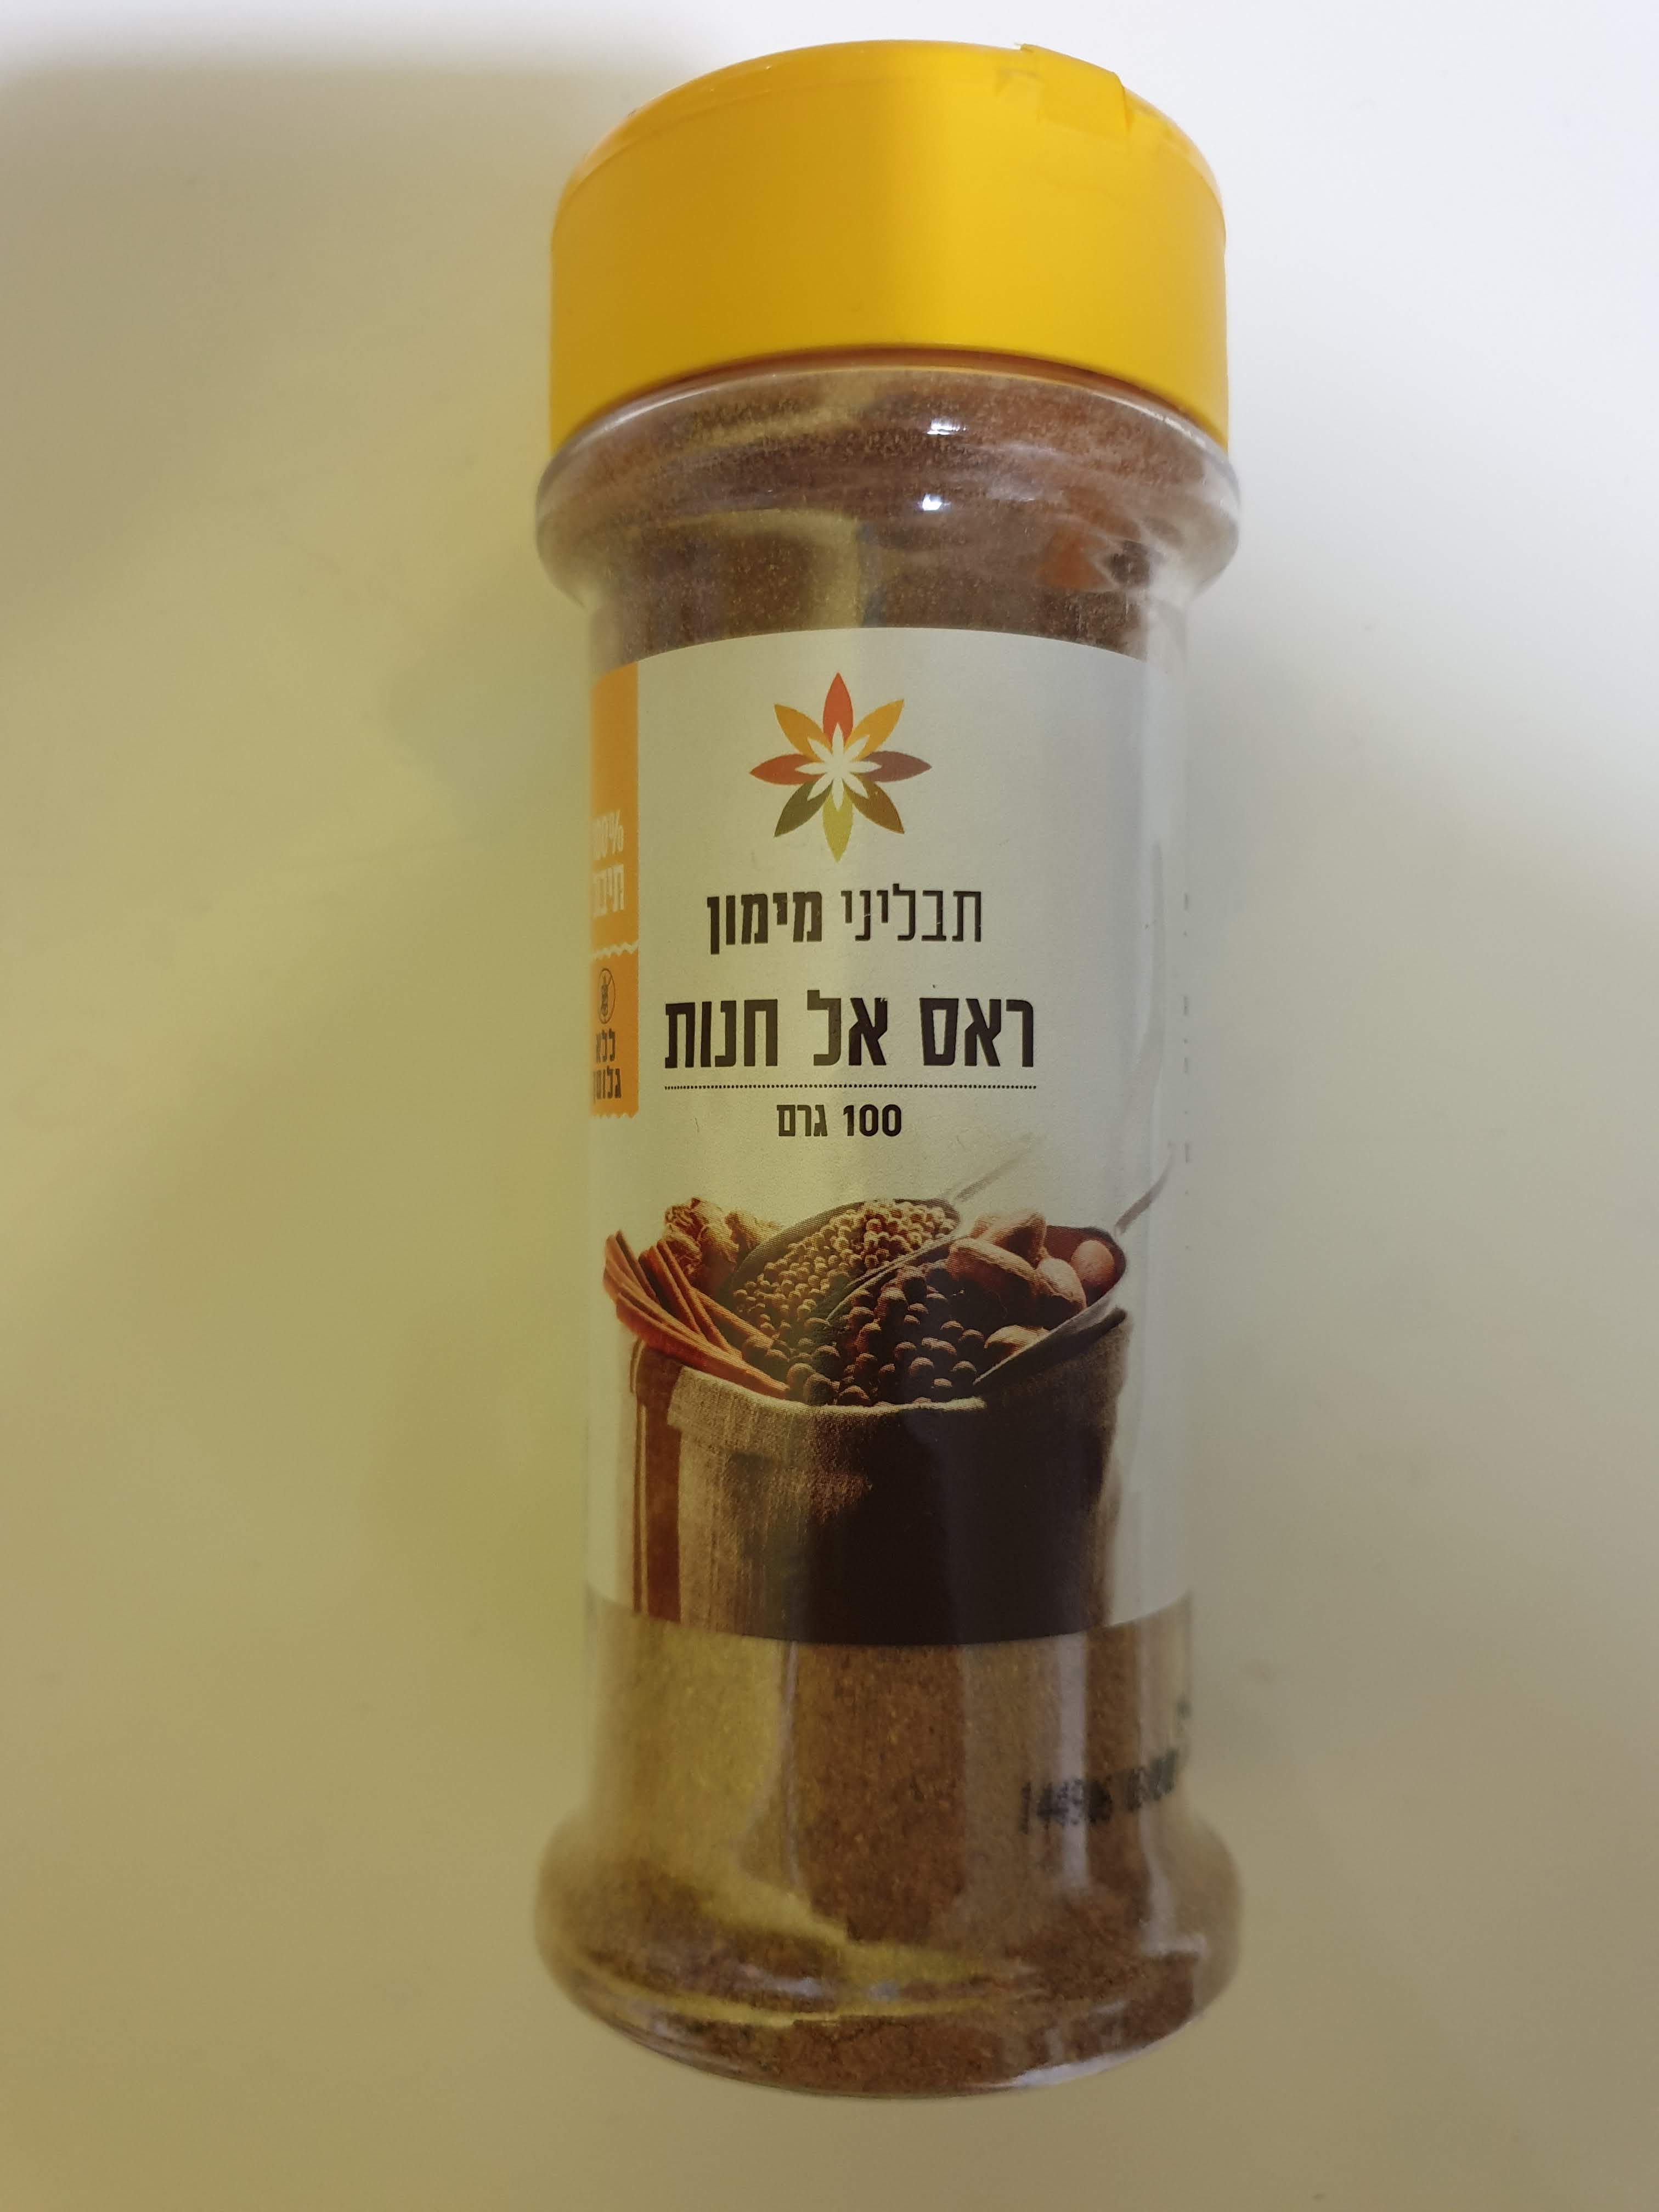 תבליני מימון
ראס אל חנות
100 גרם
ללא
גלוטן